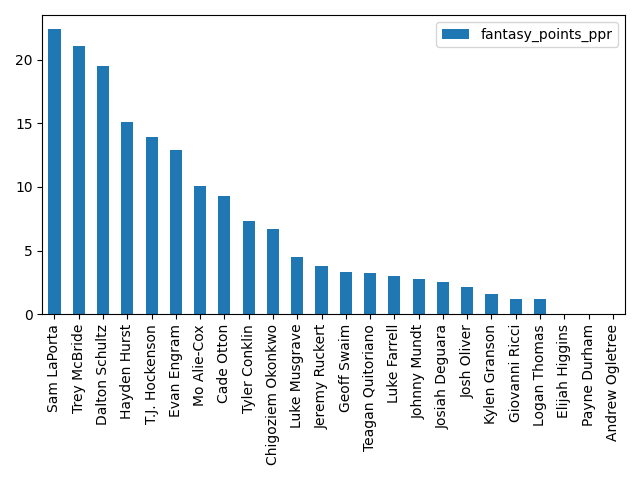 fantasy_points_ppr
20
15
10
5
0
Sam LaPorta
Trey McBride
Dalton Schultz
Hayden Hurst
T.J. Hockenson
Evan Engram
Mo Alie-Cox
Cade Otton
Tyler Conklin
Chigoziem Okonkwo
Luke Musgrave
Jeremy Ruckert
Geoff Swaim
Teagan Quitoriano
Luke Farrell
Johnny Mundt
Josiah Deguara
Josh Oliver
Kylen Granson
Giovanni Ricci
Logan Thomas
Elijah Higgins
Payne Durham
Andrew Ogletree